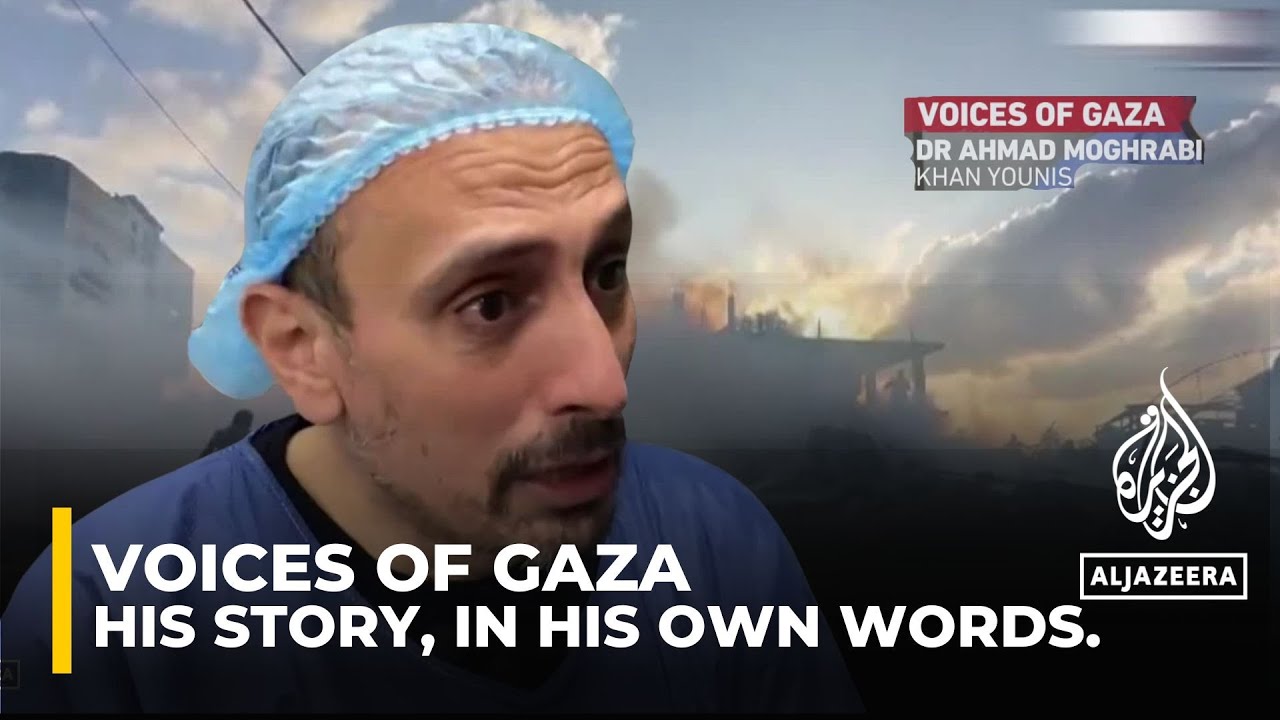 VOICES OF GAZA
DR AHMAD MOGHRABI
KHAN YOUNIS
الجزيرة
ALJAZEERA
VOICES OF GAZA
HIS STORY, IN HIS OWN WORDS.